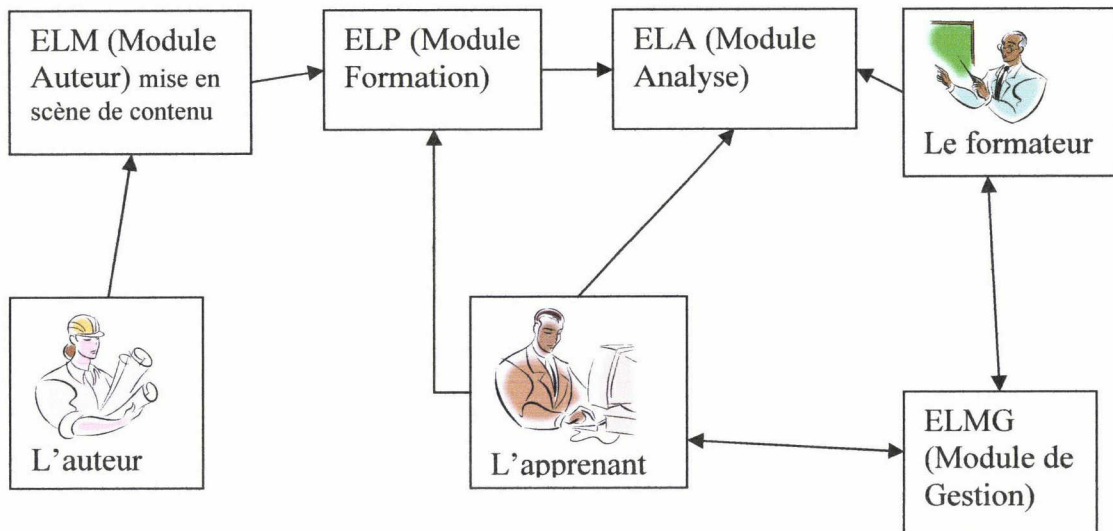 ELM (Module
Auteur) mise en
scène de contenu
ELP (Module
Formation)
ELA (Module
Analyse)
Le formateur
L'auteur
L'apprenant
ELMG
(Module de
Gestion)